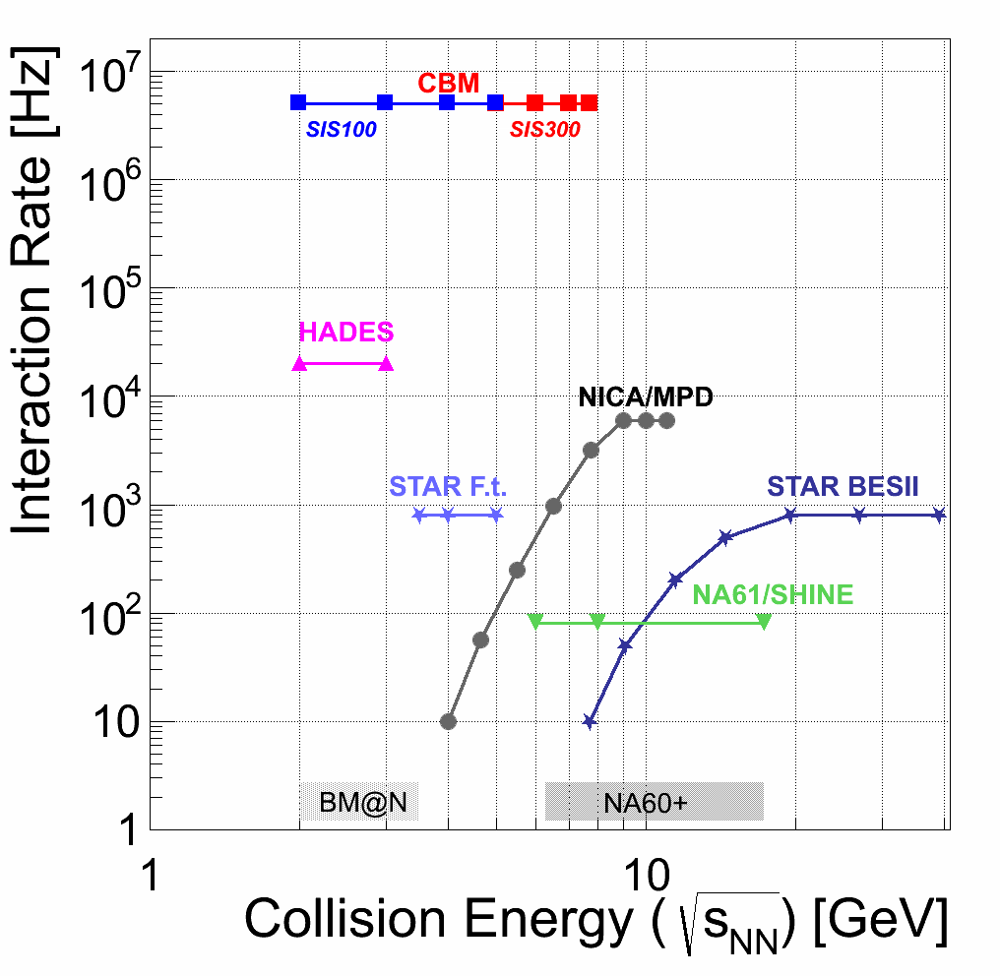 Interaction Rate [Hz]
10^7
10^6
10^5
10^4
10^3
10^2
10
1
CBM
SIS100
SIS300
HADES
NICA/MPD
STAR F.t.
STAR BESII
NA61/SHINE
BM@N
NA60+
1
10
Collision Energy ( √s_NN ) [GeV]